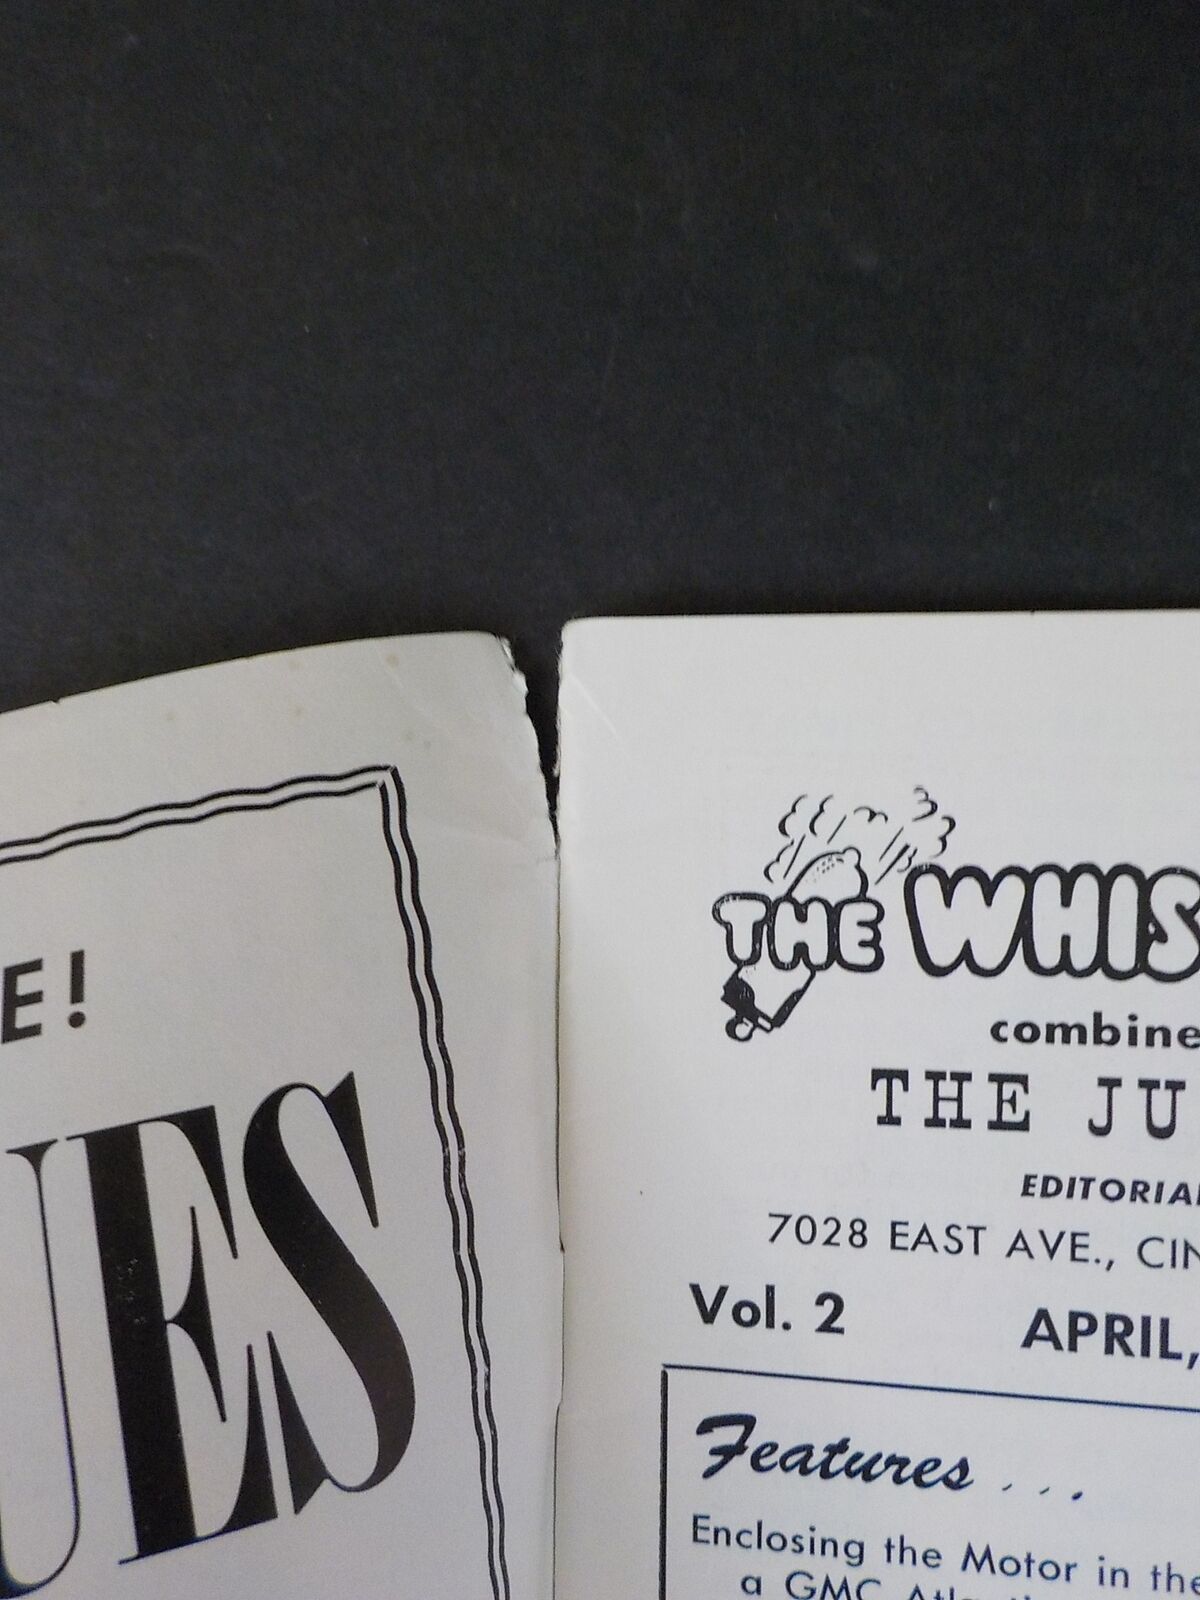 E!
UES
THE WHIS
combine
THE JU
EDITORIAL
7028 EAST AVE., CIN
Vol. 2 APRIL,
Features . . .
Enclosing the Motor in the
a GMC